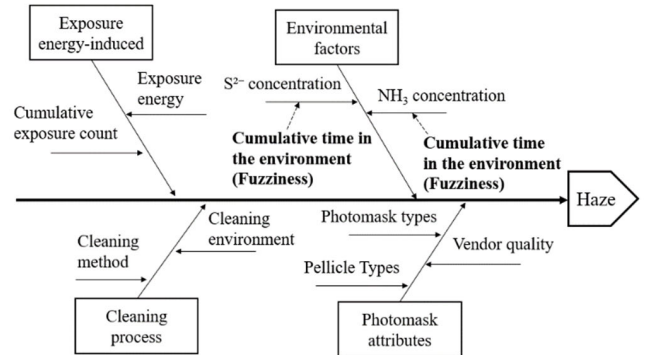 Exposure
energy-induced
Environmental
factors
Exposure
energy
Cumulative
exposure count
S²⁻ concentration
NH₃ concentration
Cumulative time in
the environment
(Fuzziness)
Cumulative time
in the environment
(Fuzziness)
Haze
Cleaning
method
Cleaning
environment
Photomask types
Vendor quality
Pellicle Types
Cleaning
process
Photomask
attributes